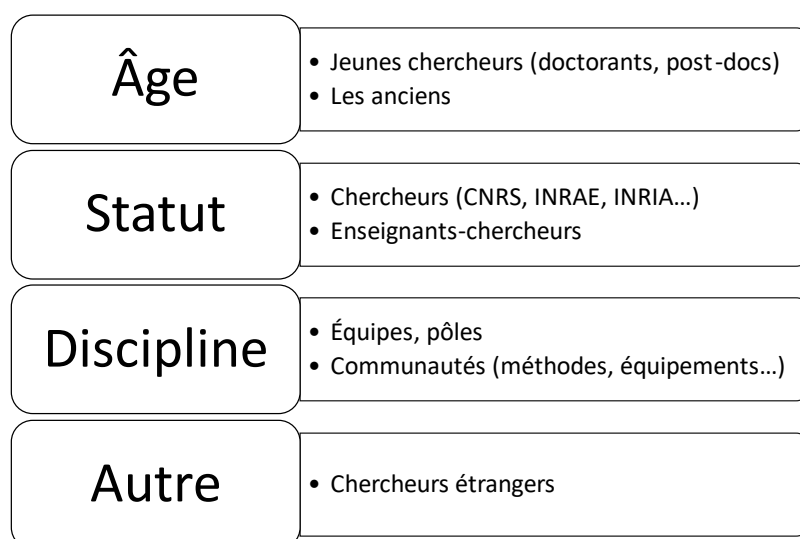 Âge
• Jeunes chercheurs (doctorants, post-docs)
• Les anciens
Statut
• Chercheurs (CNRS, INRAE, INRIA…)
• Enseignants-chercheurs
Discipline
• Équipes, pôles
• Communautés (méthodes, équipements…)
Autre
• Chercheurs étrangers